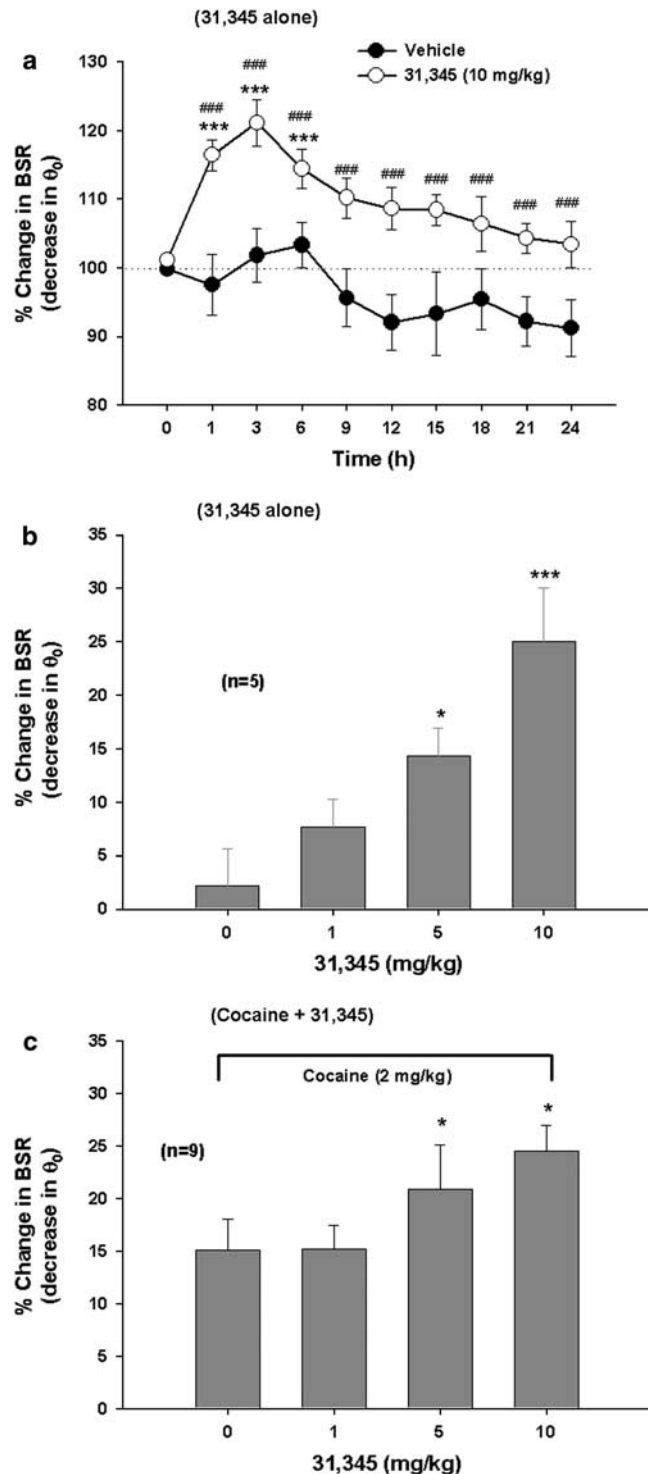 (31,345 alone)
a
Vehicle
31,345 (10 mg/kg)
130
120
110
100
90
80
% Change in BSR
(decrease in θ0)
###
***
###
***
###
***
###
###
###
###
###
###
0 1 3 6 9 12 15 18 21 24
Time (h)
(31,345 alone)
b
35
30
25
20
15
10
5
0
% Change in BSR
(decrease in θ0)
(n=5)
*
***
0 1 5 10
31,345 (mg/kg)
(Cocaine + 31,345)
c
35
30
25
20
15
10
5
0
% Change in BSR
(decrease in θ0)
Cocaine (2 mg/kg)
(n=9)
*
*
0 1 5 10
31,345 (mg/kg)